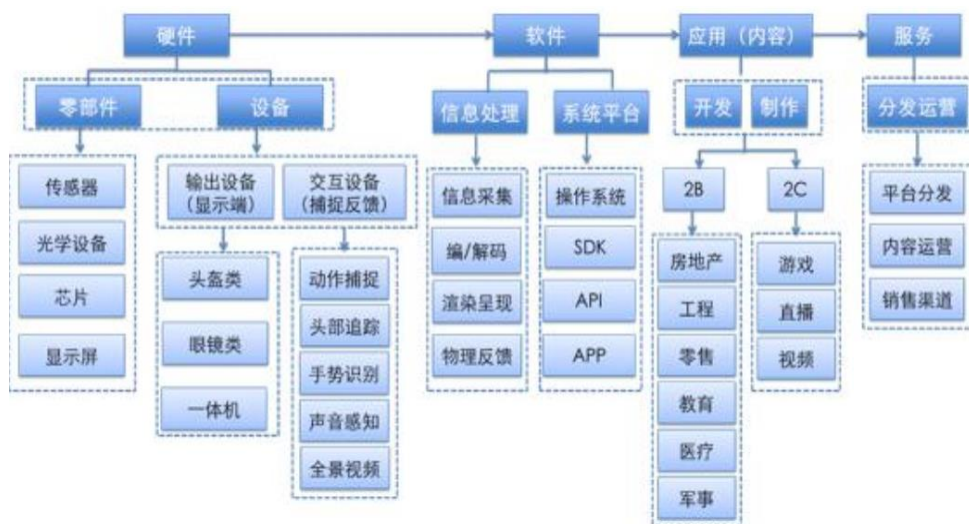 硬件
软件
应用（内容）
服务
零部件
设备
信息处理
系统平台
开发
制作
分发运营
传感器
光学设备
芯片
显示屏
输出设备
（显示端）
交互设备
（捕捉反馈）
头盔类
眼镜类
一体机
动作捕捉
头部追踪
手势识别
声音感知
全景视频
信息采集
编/解码
渲染呈现
物理反馈
操作系统
SDK
API
APP
2B
2C
房地产
工程
零售
教育
医疗
军事
游戏
直播
视频
平台分发
内容运营
销售渠道